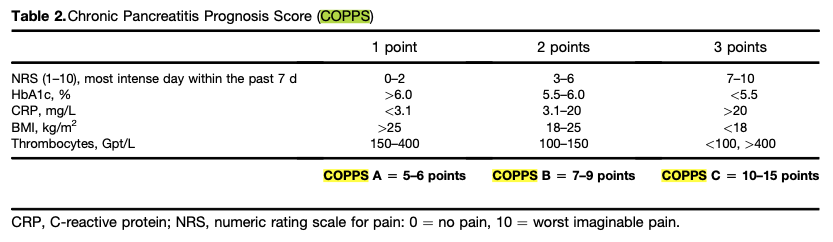 Table 2. Chronic Pancreatitis Prognosis Score (COPPS)
1 point 2 points 3 points
NRS (1–10), most intense day within the past 7 d 0–2 3–6 7–10
HbA1c, % >6.0 5.5–6.0 <5.5
CRP, mg/L <3.1 3.1–20 >20
BMI, kg/m² >25 18–25 <18
Thrombocytes, Gpt/L 150–400 100–150 <100, >400
COPPS A = 5–6 points COPPS B = 7–9 points COPPS C = 10–15 points
CRP, C-reactive protein; NRS, numeric rating scale for pain: 0 = no pain, 10 = worst imaginable pain.